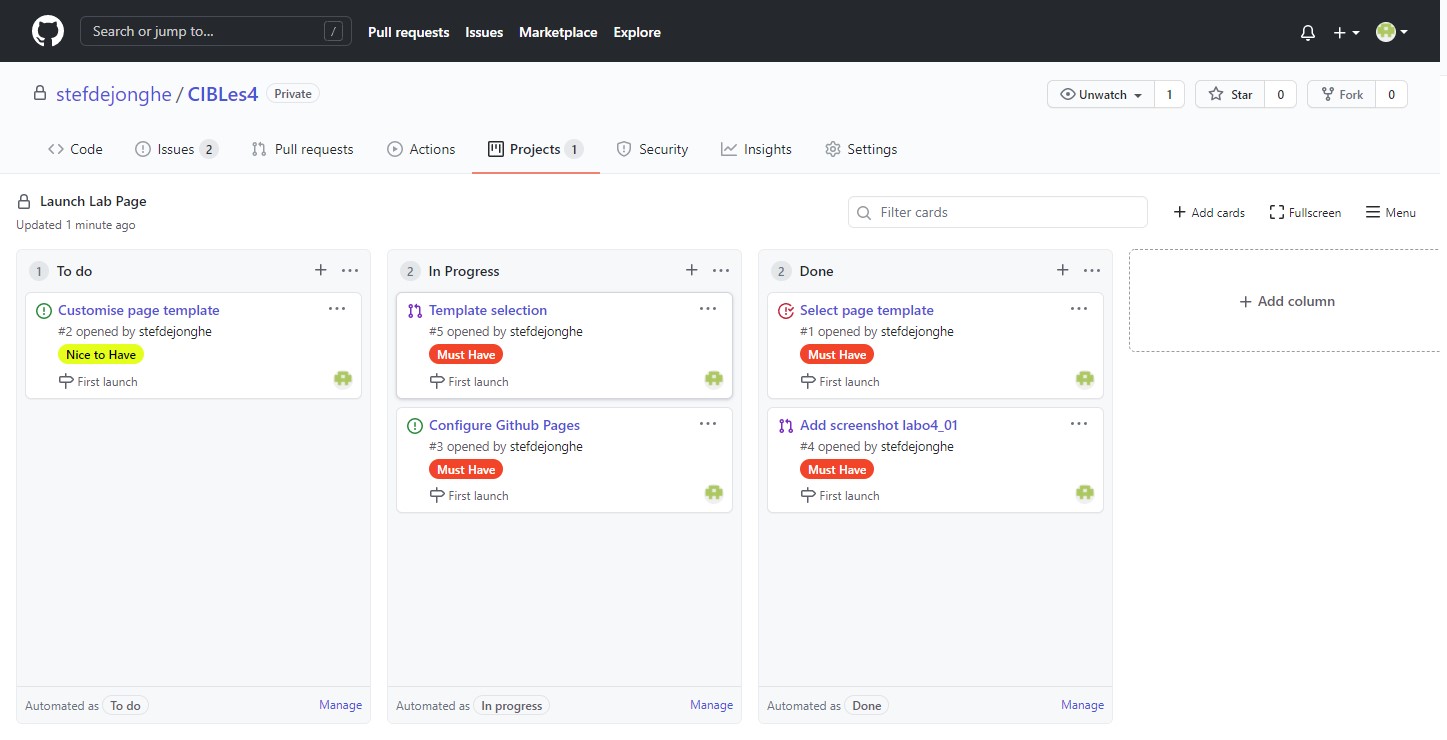 Search or jump to... /
Pull requests Issues Marketplace Explore
stefdejonghe / CIBLes4 Private
Unwatch 1 Star 0 Fork 0
Code Issues 2 Pull requests Actions Projects 1 Security Insights Settings
Launch Lab Page
Updated 1 minute ago
Filter cards
Add cards Fullscreen Menu
1 To do
Customise page template
#2 opened by stefdejonghe
Nice to Have
First launch
Automated as To do Manage
2 In Progress
Template selection
#5 opened by stefdejonghe
Must Have
First launch
Configure Github Pages
#3 opened by stefdejonghe
Must Have
First launch
Automated as In progress Manage
2 Done
Select page template
#1 opened by stefdejonghe
Must Have
First launch
Add screenshot labo4_01
#4 opened by stefdejonghe
Must Have
First launch
Automated as Done Manage
Add column